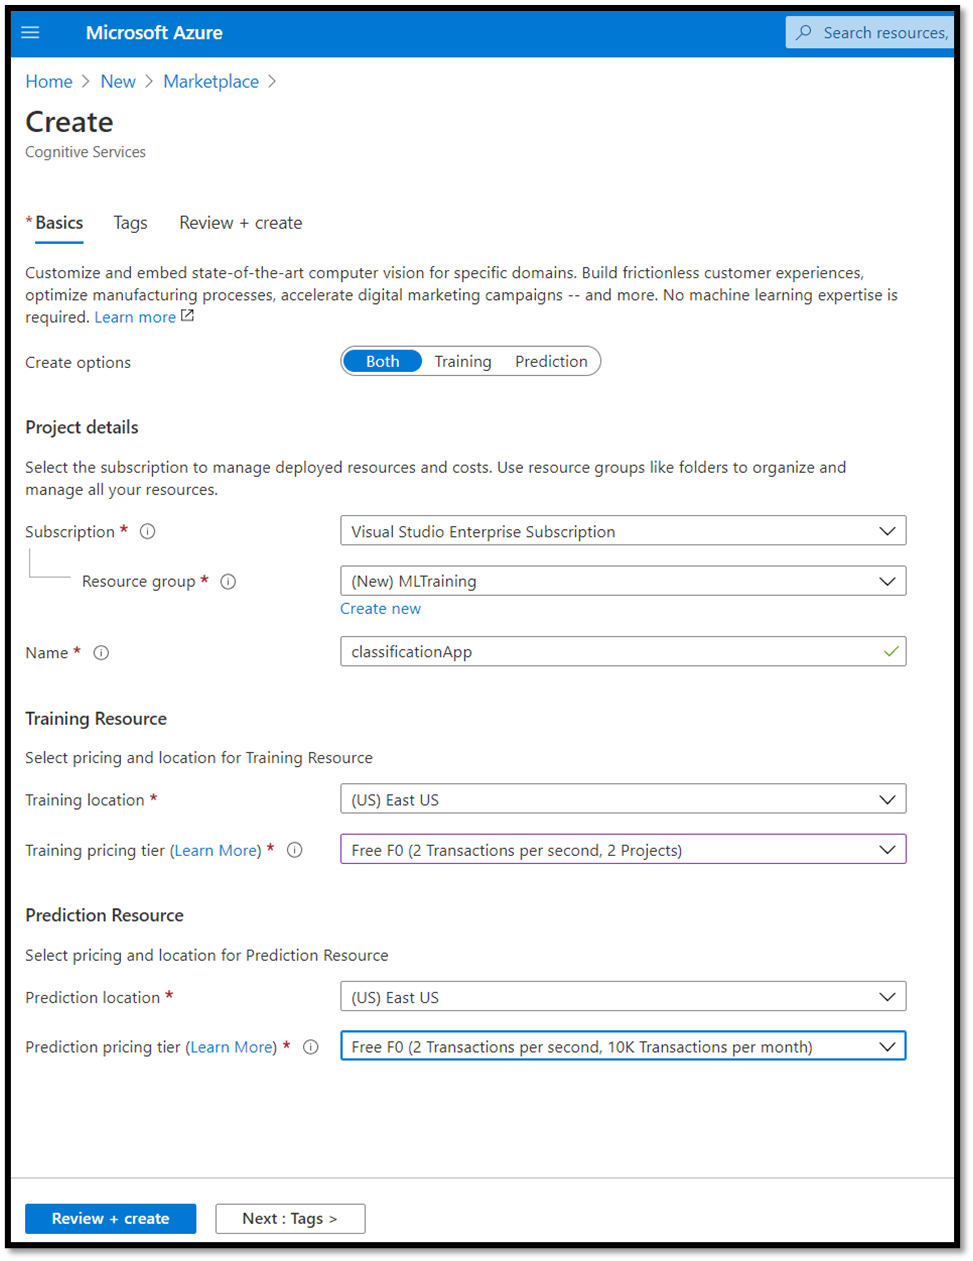 Microsoft Azure
Search resources,
Home > New > Marketplace >
Create
Cognitive Services
* Basics Tags Review + create
Customize and embed state-of-the-art computer vision for specific domains. Build frictionless customer experiences,
optimize manufacturing processes, accelerate digital marketing campaigns -- and more. No machine learning expertise is
required. Learn more
Create options Both Training Prediction
Project details
Select the subscription to manage deployed resources and costs. Use resource groups like folders to organize and
manage all your resources.
Subscription * Visual Studio Enterprise Subscription
Resource group * (New) MLTraining
Create new
Name * classificationApp
Training Resource
Select pricing and location for Training Resource
Training location * (US) East US
Training pricing tier (Learn More) * Free F0 (2 Transactions per second, 2 Projects)
Prediction Resource
Select pricing and location for Prediction Resource
Prediction location * (US) East US
Prediction pricing tier (Learn More) * Free F0 (2 Transactions per second, 10K Transactions per month)
Review + create Next : Tags >